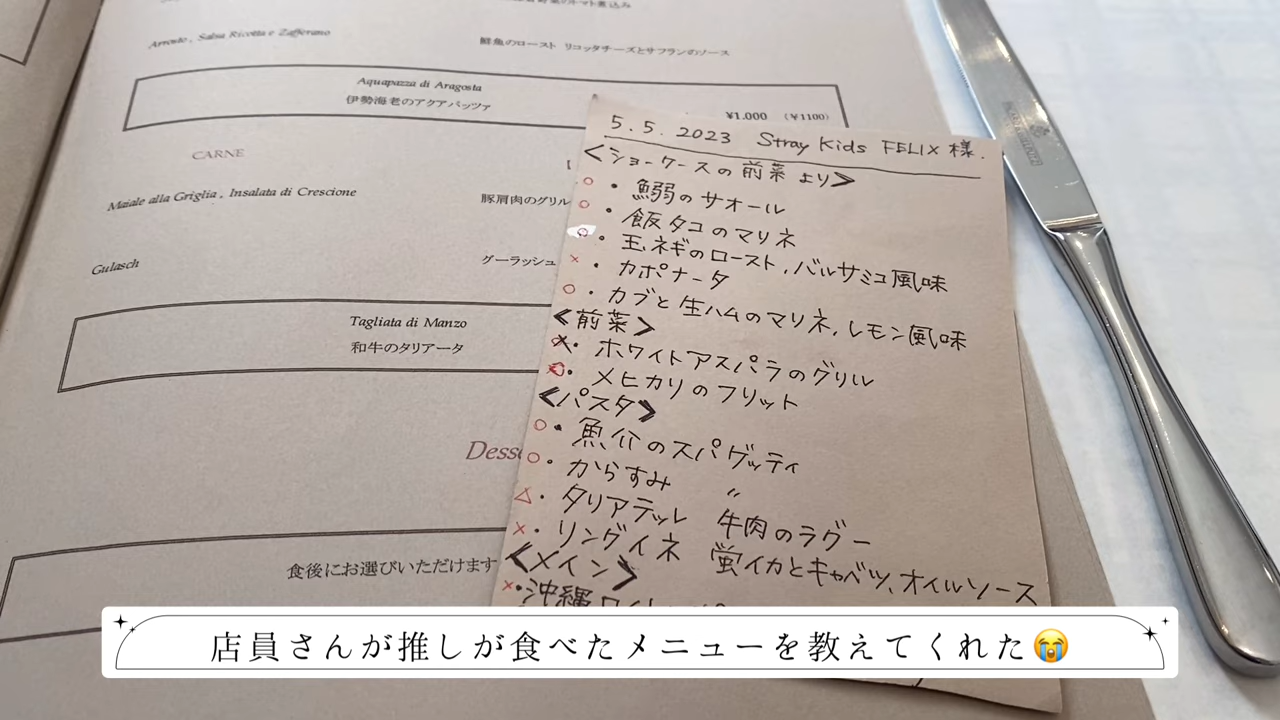 Arrosto , Salsa Ricotta e Zafferano
鮮魚のロースト リコッタチーズとサフランのソース
Aquapazza di Aragosta
伊勢海老のアクアパッツァ
¥1.000 (¥1100)
CARNE
Maiale alla Griglia , Insalata di Crescione
豚肩肉のグリル
Gulasch
グーラッシュ
Tagliata di Manzo
和牛のタリアータ
Desse
食後にお選びいただけます
5. 5. 2023 Stray Kids FELIX 様.
<ショーケースの前菜より>
○・鰯のサオール
○・飯タコのマリネ
○・玉ネギのロースト,バルサミコ風味
×・カポナータ
○・カブと生ハムのマリネ,レモン風味
<前菜>
×・ホワイトアスパラのグリル
・メヒカリのフリット
<パスタ>
○・魚介のスパゲッティ
○・からすみ 〃
△・タリアテッレ 牛肉のラグー
×・リングイネ 蛍イカとキャベツ,オイルソース
<メイン>
×・沖縄
店員さんが推しが食べたメニューを教えてくれた😭